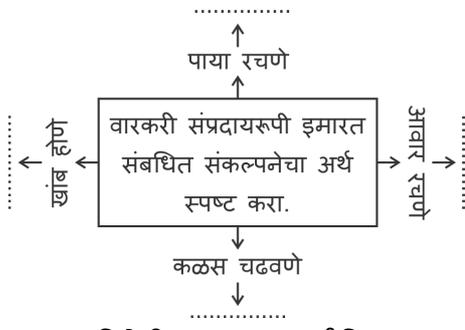 ...............
पाया रचणे
वारकरी संप्रदायरूपी इमारत
संबधित संकल्पनेचा अर्थ
स्पष्ट करा.
...............
खांब होणे
आवार रचणे
...............
कळस चढवणे
...............